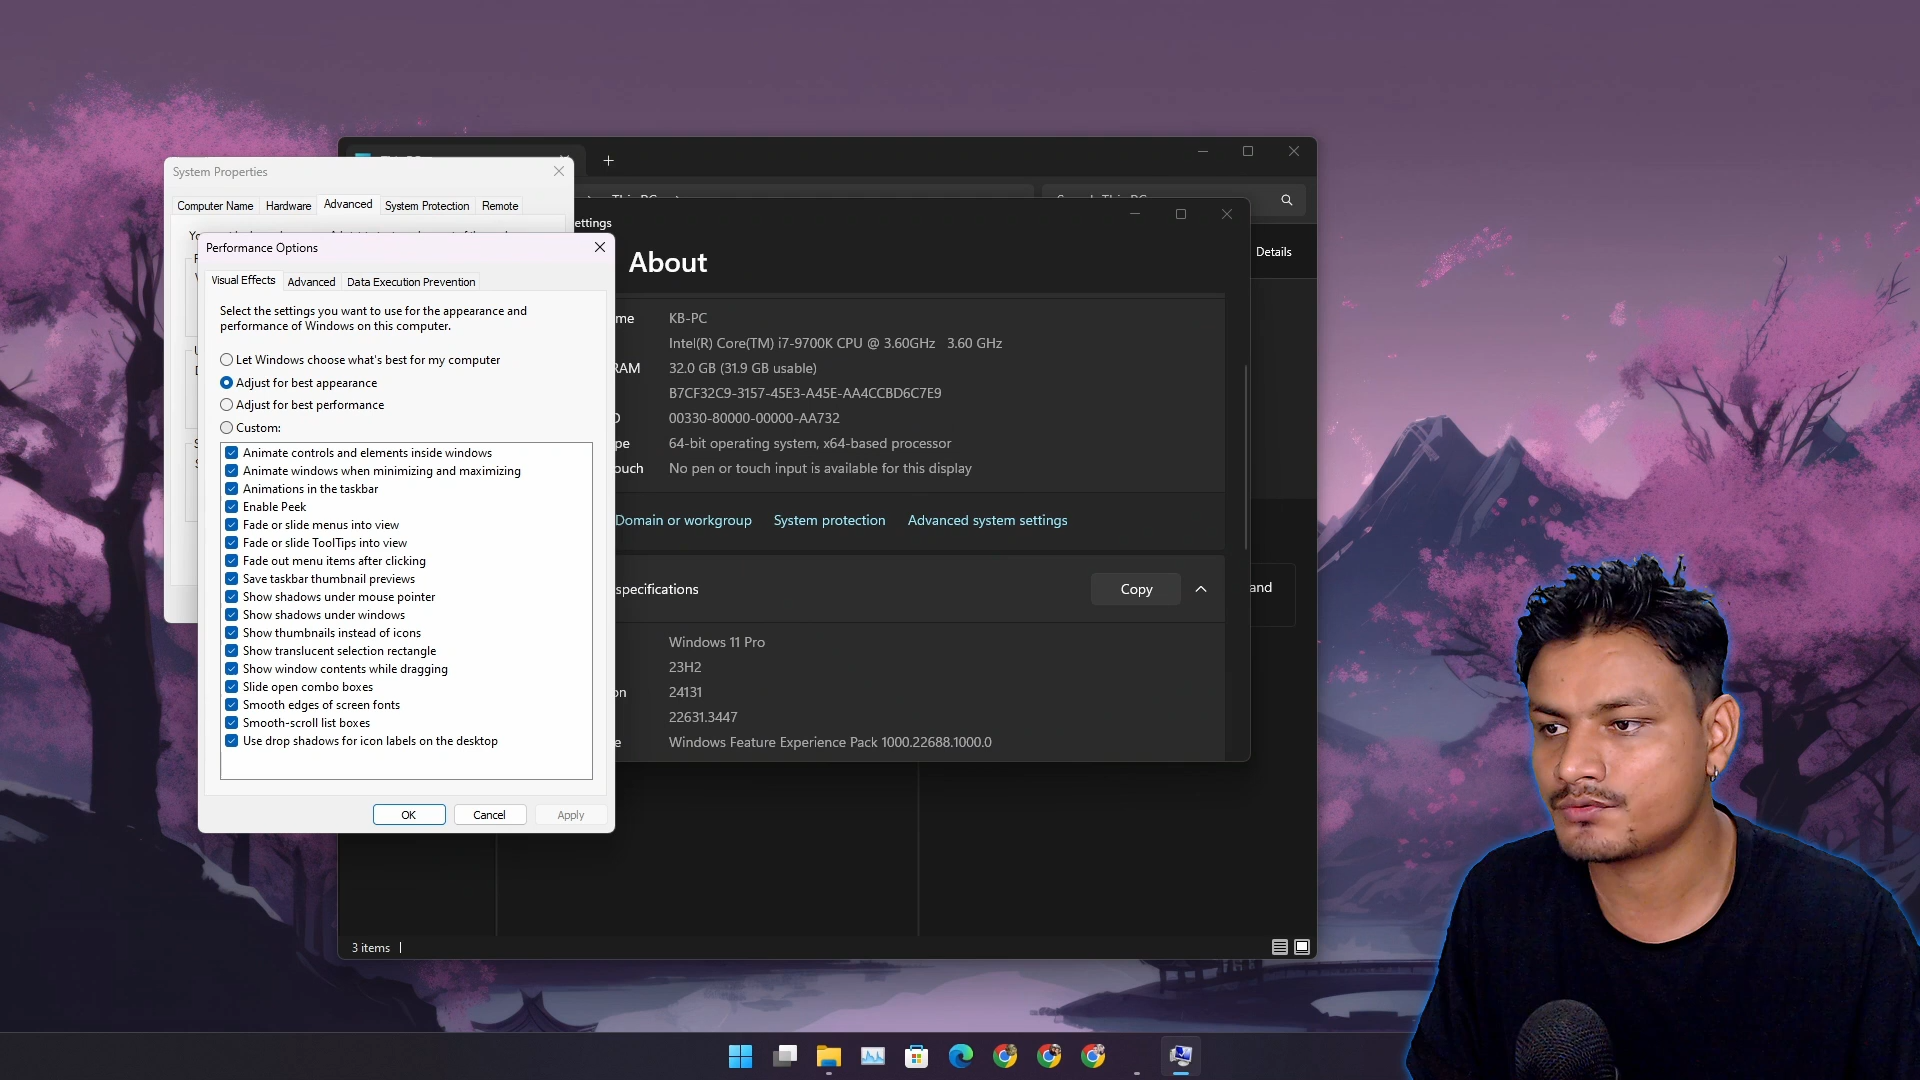 System Properties
Computer Name
Hardware
Advanced
System Protection
Remote
Performance Options
Visual Effects
Advanced
Data Execution Prevention
Select the settings you want to use for the appearance and
performance of Windows on this computer.
Let Windows choose what's best for my computer
Adjust for best appearance
Adjust for best performance
Custom:
Animate controls and elements inside windows
Animate windows when minimizing and maximizing
Animations in the taskbar
Enable Peek
Fade or slide menus into view
Fade or slide ToolTips into view
Fade out menu items after clicking
Save taskbar thumbnail previews
Show shadows under mouse pointer
Show shadows under windows
Show thumbnails instead of icons
Show translucent selection rectangle
Show window contents while dragging
Slide open combo boxes
Smooth edges of screen fonts
Smooth-scroll list boxes
Use drop shadows for icon labels on the desktop
OK
Cancel
Apply
ettings
About
me KB-PC
Intel(R) Core(TM) i7-9700K CPU @ 3.60GHz 3.60 GHz
RAM 32.0 GB (31.9 GB usable)
B7CF32C9-3157-45E3-A45E-AA4CCBD6C7E9
00330-80000-00000-AA732
pe 64-bit operating system, x64-based processor
ouch No pen or touch input is available for this display
Domain or workgroup
System protection
Advanced system settings
specifications
Copy
Windows 11 Pro
23H2
on 24131
22631.3447
e Windows Feature Experience Pack 1000.22688.1000.0
Details
and
3 items